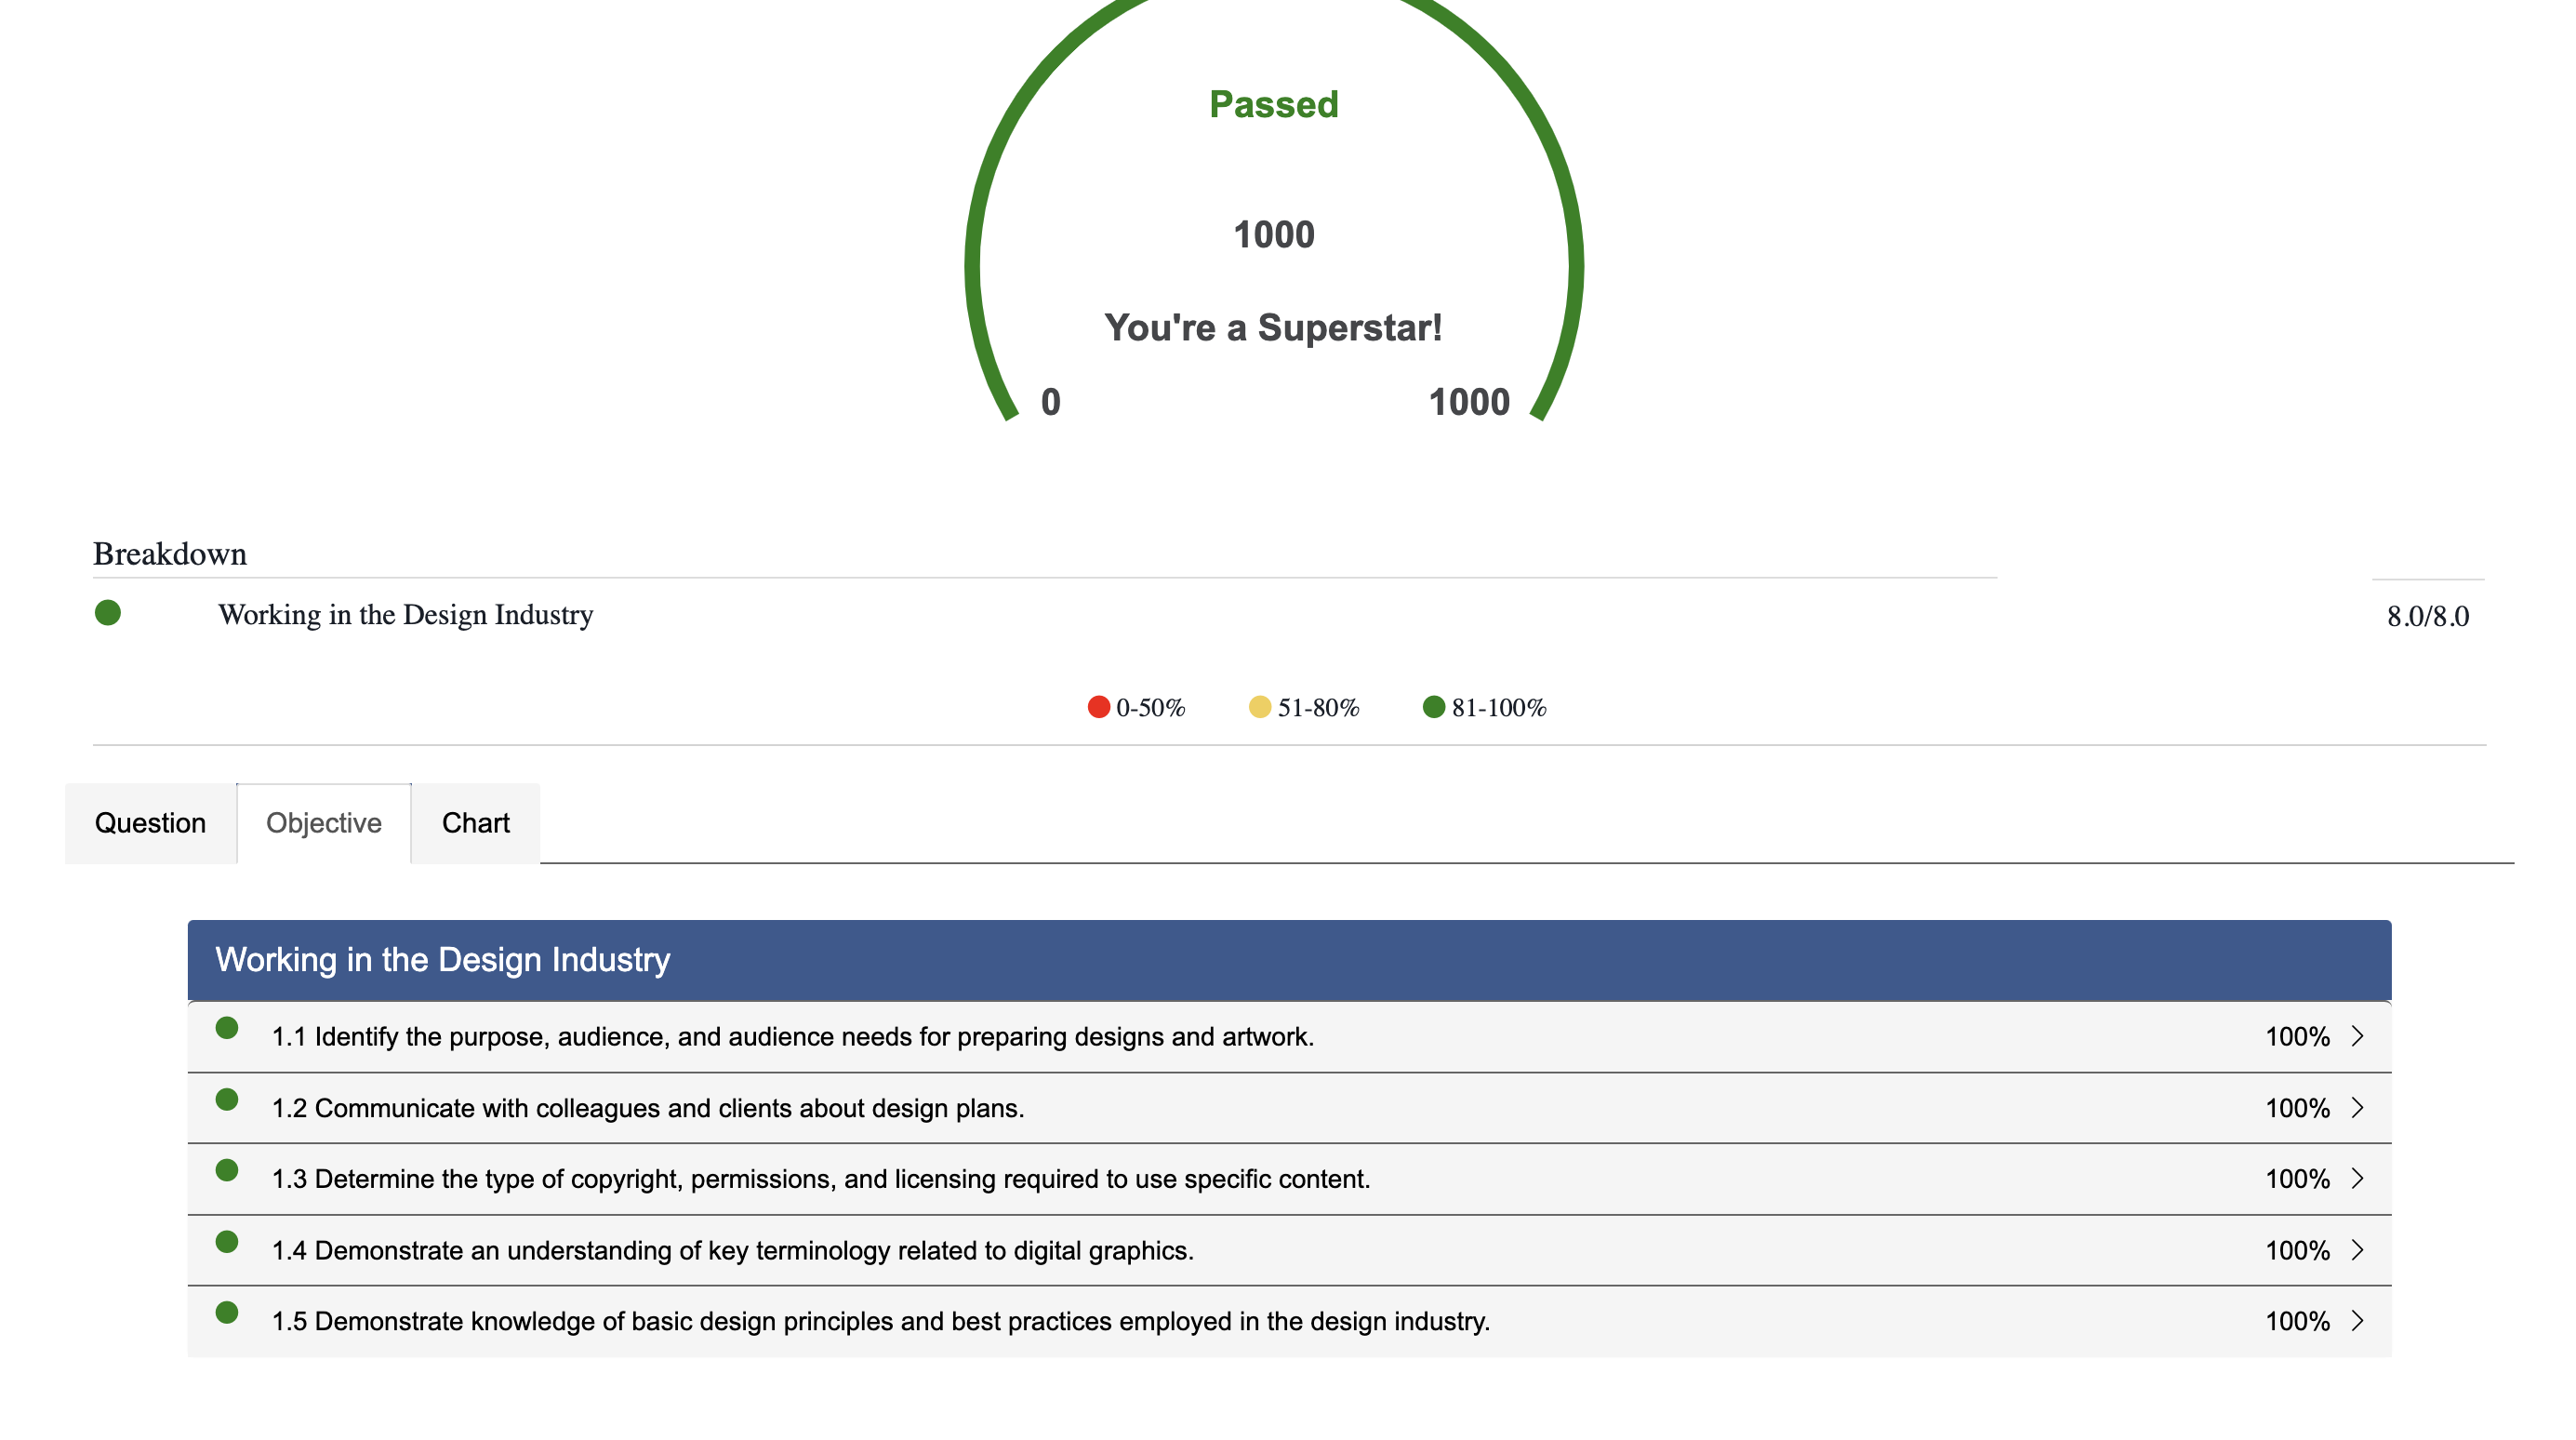 Passed
1000
You're a Superstar!
0 1000
Breakdown
Working in the Design Industry 8.0/8.0
0-50% 51-80% 81-100%
Question Objective Chart
Working in the Design Industry
1.1 Identify the purpose, audience, and audience needs for preparing designs and artwork. 100%
1.2 Communicate with colleagues and clients about design plans. 100%
1.3 Determine the type of copyright, permissions, and licensing required to use specific content. 100%
1.4 Demonstrate an understanding of key terminology related to digital graphics. 100%
1.5 Demonstrate knowledge of basic design principles and best practices employed in the design industry. 100%